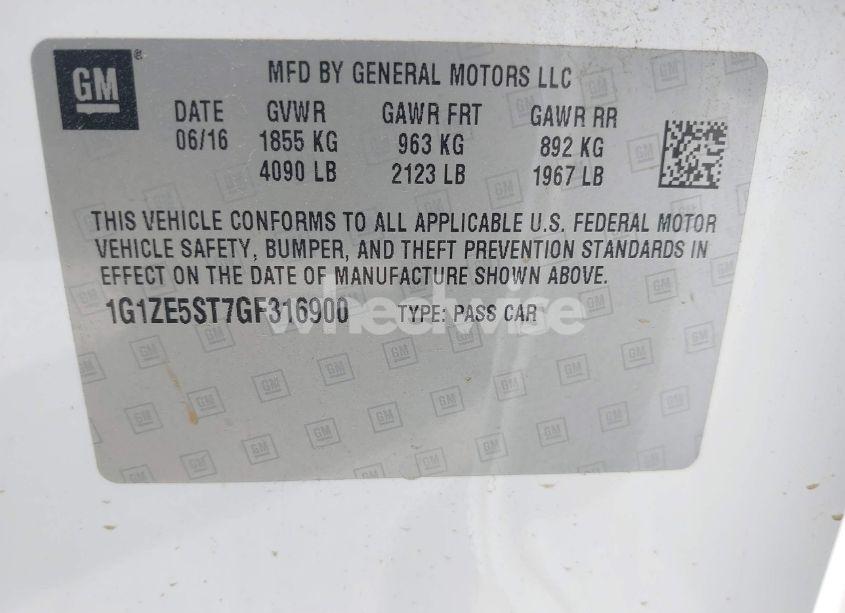 GM
MFD BY GENERAL MOTORS LLC
DATE GVWR GAWR FRT GAWR RR
06/16 1855 KG 963 KG 892 KG
4090 LB 2123 LB 1967 LB
THIS VEHICLE CONFORMS TO ALL APPLICABLE U.S. FEDERAL MOTOR
VEHICLE SAFETY, BUMPER, AND THEFT PREVENTION STANDARDS IN
EFFECT ON THE DATE OF MANUFACTURE SHOWN ABOVE.
1G1ZE5ST7GF316900 TYPE: PASS CAR
wheelwise